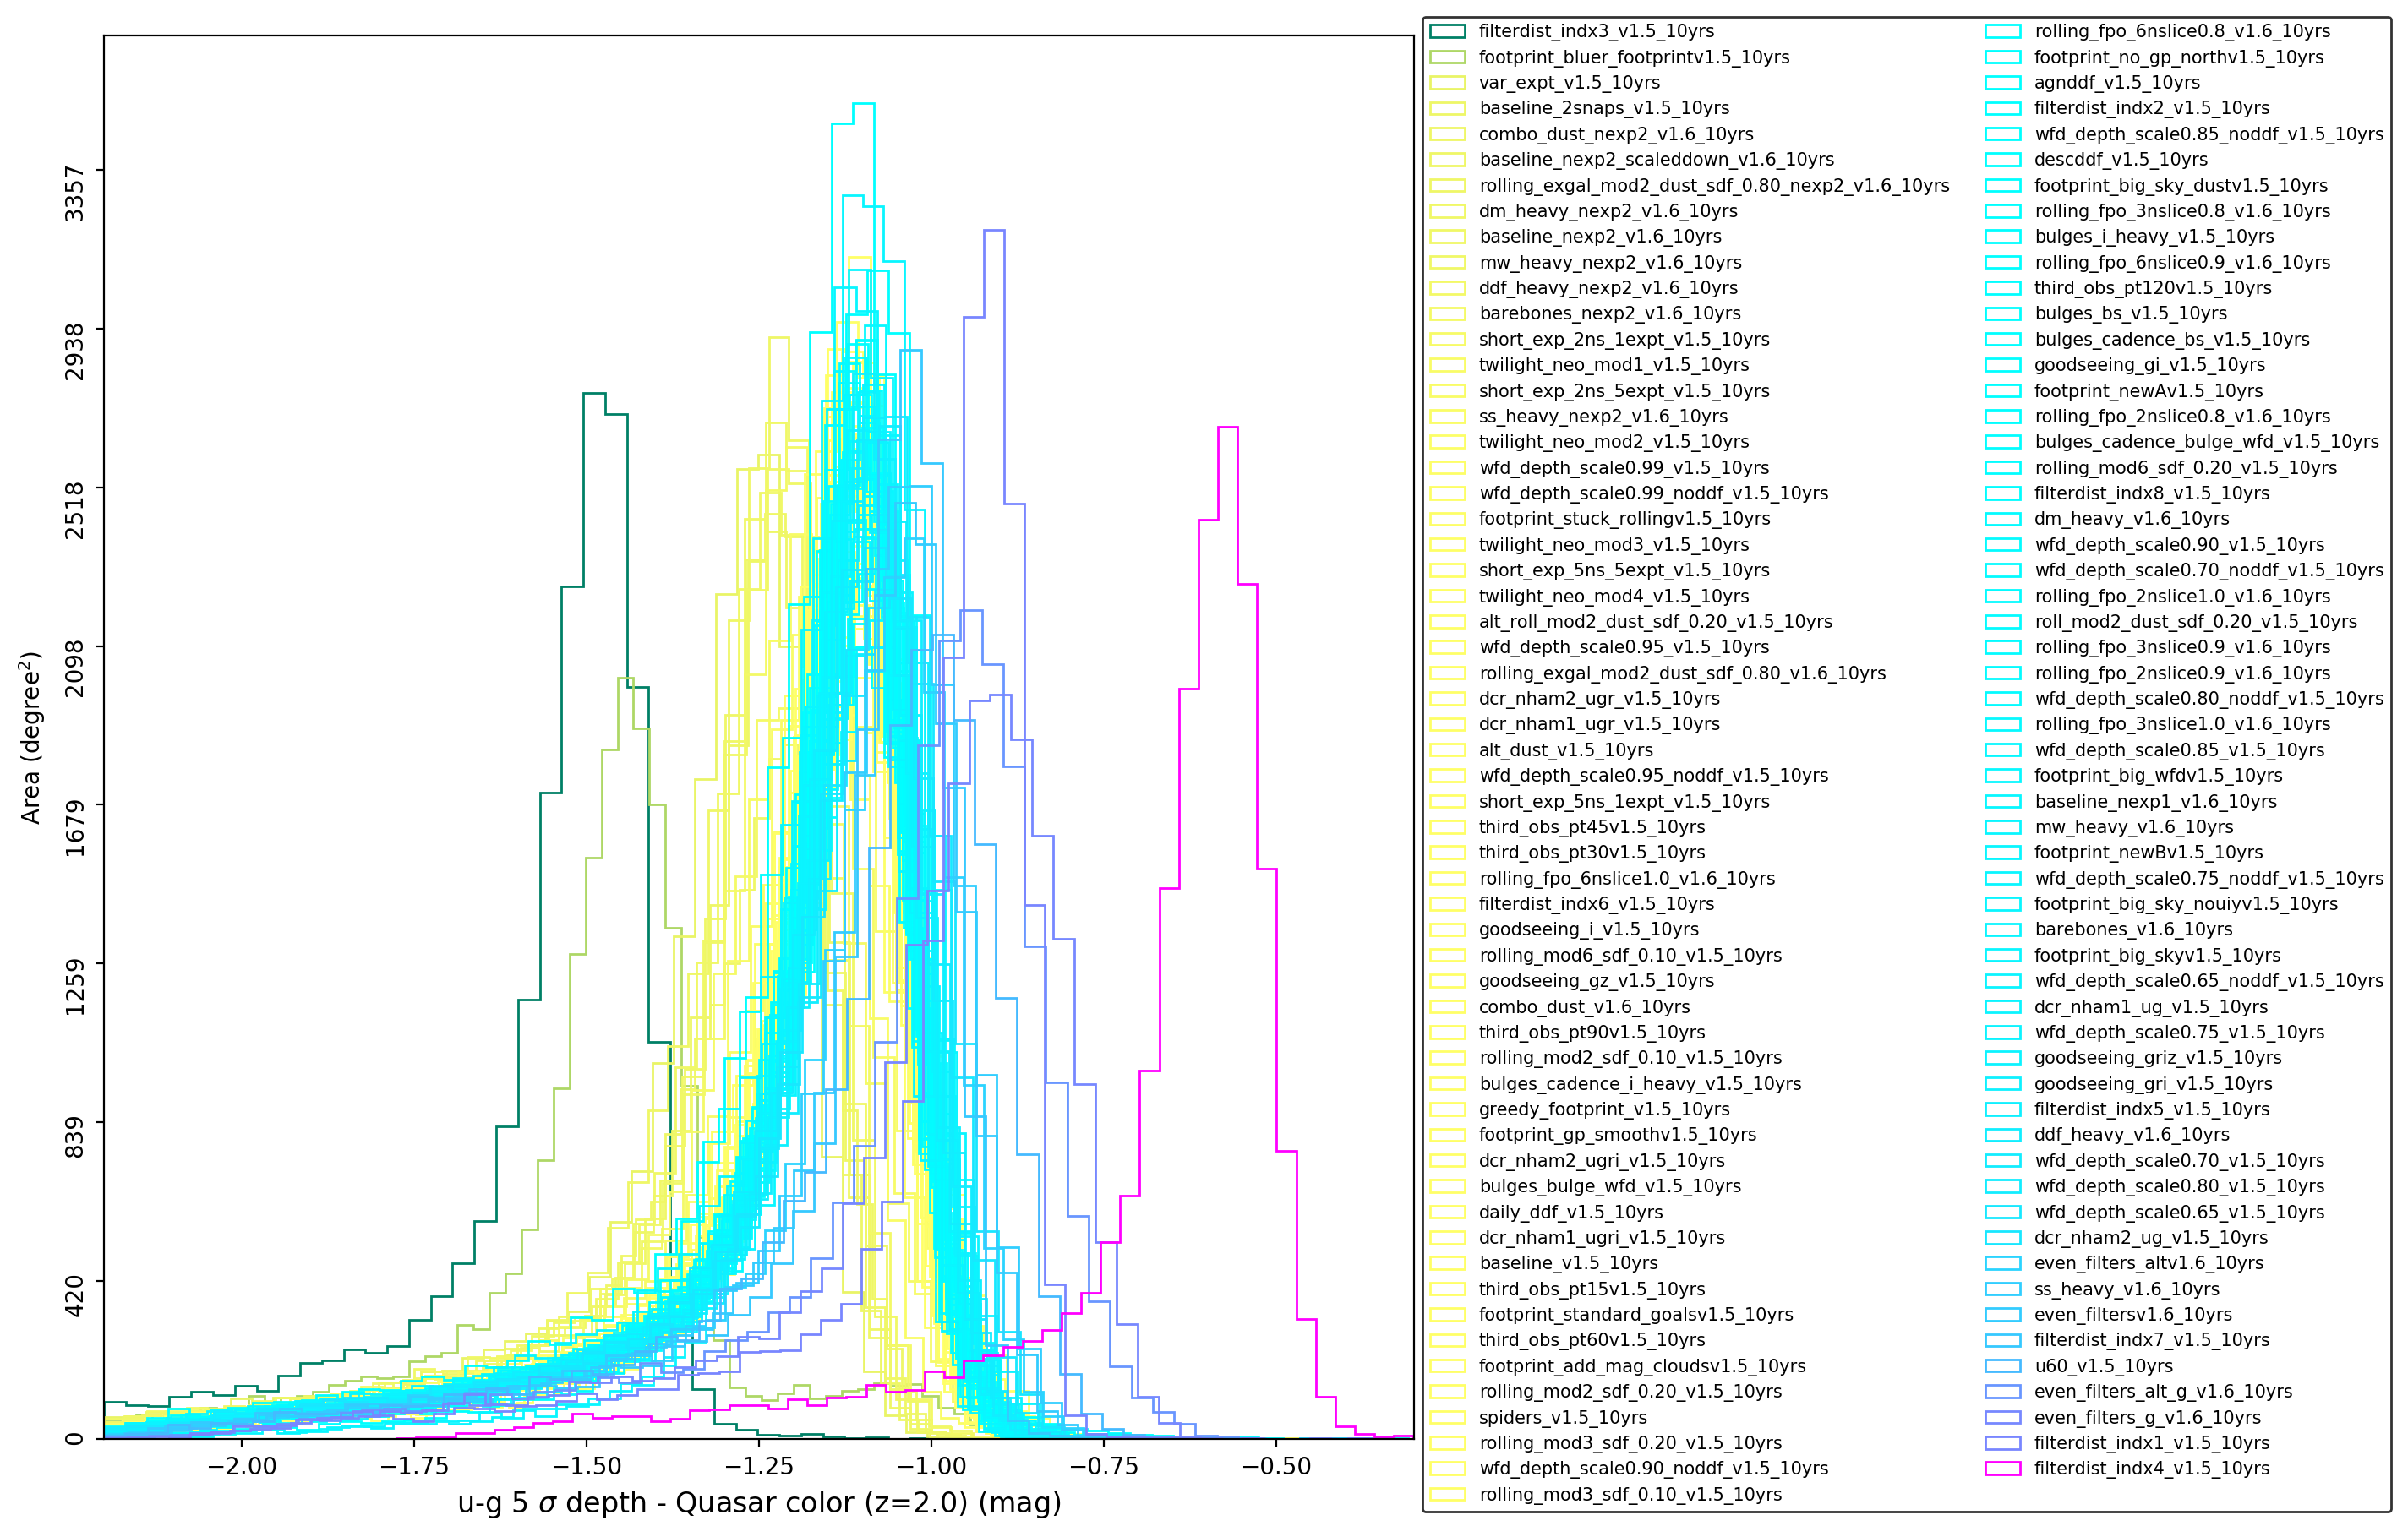 3357
2938
2518
2098
1679
1259
839
420
0
Area (degree²)
−2.00
−1.75
−1.50
−1.25
−1.00
−0.75
−0.50
u-g 5 σ depth - Quasar color (z=2.0) (mag)
filterdist_indx3_v1.5_10yrs
footprint_bluer_footprintv1.5_10yrs
var_expt_v1.5_10yrs
baseline_2snaps_v1.5_10yrs
combo_dust_nexp2_v1.6_10yrs
baseline_nexp2_scaleddown_v1.6_10yrs
rolling_exgal_mod2_dust_sdf_0.80_nexp2_v1.6_10yrs
dm_heavy_nexp2_v1.6_10yrs
baseline_nexp2_v1.6_10yrs
mw_heavy_nexp2_v1.6_10yrs
ddf_heavy_nexp2_v1.6_10yrs
barebones_nexp2_v1.6_10yrs
short_exp_2ns_1expt_v1.5_10yrs
twilight_neo_mod1_v1.5_10yrs
short_exp_2ns_5expt_v1.5_10yrs
ss_heavy_nexp2_v1.6_10yrs
twilight_neo_mod2_v1.5_10yrs
wfd_depth_scale0.99_v1.5_10yrs
wfd_depth_scale0.99_noddf_v1.5_10yrs
footprint_stuck_rollingv1.5_10yrs
twilight_neo_mod3_v1.5_10yrs
short_exp_5ns_5expt_v1.5_10yrs
twilight_neo_mod4_v1.5_10yrs
alt_roll_mod2_dust_sdf_0.20_v1.5_10yrs
wfd_depth_scale0.95_v1.5_10yrs
rolling_exgal_mod2_dust_sdf_0.80_v1.6_10yrs
dcr_nham2_ugr_v1.5_10yrs
dcr_nham1_ugr_v1.5_10yrs
alt_dust_v1.5_10yrs
wfd_depth_scale0.95_noddf_v1.5_10yrs
short_exp_5ns_1expt_v1.5_10yrs
third_obs_pt45v1.5_10yrs
third_obs_pt30v1.5_10yrs
rolling_fpo_6nslice1.0_v1.6_10yrs
filterdist_indx6_v1.5_10yrs
goodseeing_i_v1.5_10yrs
rolling_mod6_sdf_0.10_v1.5_10yrs
goodseeing_gz_v1.5_10yrs
combo_dust_v1.6_10yrs
third_obs_pt90v1.5_10yrs
rolling_mod2_sdf_0.10_v1.5_10yrs
bulges_cadence_i_heavy_v1.5_10yrs
greedy_footprint_v1.5_10yrs
footprint_gp_smoothv1.5_10yrs
dcr_nham2_ugri_v1.5_10yrs
bulges_bulge_wfd_v1.5_10yrs
daily_ddf_v1.5_10yrs
dcr_nham1_ugri_v1.5_10yrs
baseline_v1.5_10yrs
third_obs_pt15v1.5_10yrs
footprint_standard_goalsv1.5_10yrs
third_obs_pt60v1.5_10yrs
footprint_add_mag_cloudsv1.5_10yrs
rolling_mod2_sdf_0.20_v1.5_10yrs
spiders_v1.5_10yrs
rolling_mod3_sdf_0.20_v1.5_10yrs
wfd_depth_scale0.90_noddf_v1.5_10yrs
rolling_mod3_sdf_0.10_v1.5_10yrs
rolling_fpo_6nslice0.8_v1.6_10yrs
footprint_no_gp_northv1.5_10yrs
agnddf_v1.5_10yrs
filterdist_indx2_v1.5_10yrs
wfd_depth_scale0.85_noddf_v1.5_10yrs
descddf_v1.5_10yrs
footprint_big_sky_dustv1.5_10yrs
rolling_fpo_3nslice0.8_v1.6_10yrs
bulges_i_heavy_v1.5_10yrs
rolling_fpo_6nslice0.9_v1.6_10yrs
third_obs_pt120v1.5_10yrs
bulges_bs_v1.5_10yrs
bulges_cadence_bs_v1.5_10yrs
goodseeing_gi_v1.5_10yrs
footprint_newAv1.5_10yrs
rolling_fpo_2nslice0.8_v1.6_10yrs
bulges_cadence_bulge_wfd_v1.5_10yrs
rolling_mod6_sdf_0.20_v1.5_10yrs
filterdist_indx8_v1.5_10yrs
dm_heavy_v1.6_10yrs
wfd_depth_scale0.90_v1.5_10yrs
wfd_depth_scale0.70_noddf_v1.5_10yrs
rolling_fpo_2nslice1.0_v1.6_10yrs
roll_mod2_dust_sdf_0.20_v1.5_10yrs
rolling_fpo_3nslice0.9_v1.6_10yrs
rolling_fpo_2nslice0.9_v1.6_10yrs
wfd_depth_scale0.80_noddf_v1.5_10yrs
rolling_fpo_3nslice1.0_v1.6_10yrs
wfd_depth_scale0.85_v1.5_10yrs
footprint_big_wfdv1.5_10yrs
baseline_nexp1_v1.6_10yrs
mw_heavy_v1.6_10yrs
footprint_newBv1.5_10yrs
wfd_depth_scale0.75_noddf_v1.5_10yrs
footprint_big_sky_nouiyv1.5_10yrs
barebones_v1.6_10yrs
footprint_big_skyv1.5_10yrs
wfd_depth_scale0.65_noddf_v1.5_10yrs
dcr_nham1_ug_v1.5_10yrs
wfd_depth_scale0.75_v1.5_10yrs
goodseeing_griz_v1.5_10yrs
goodseeing_gri_v1.5_10yrs
filterdist_indx5_v1.5_10yrs
ddf_heavy_v1.6_10yrs
wfd_depth_scale0.70_v1.5_10yrs
wfd_depth_scale0.80_v1.5_10yrs
wfd_depth_scale0.65_v1.5_10yrs
dcr_nham2_ug_v1.5_10yrs
even_filters_altv1.6_10yrs
ss_heavy_v1.6_10yrs
even_filtersv1.6_10yrs
filterdist_indx7_v1.5_10yrs
u60_v1.5_10yrs
even_filters_alt_g_v1.6_10yrs
even_filters_g_v1.6_10yrs
filterdist_indx1_v1.5_10yrs
filterdist_indx4_v1.5_10yrs